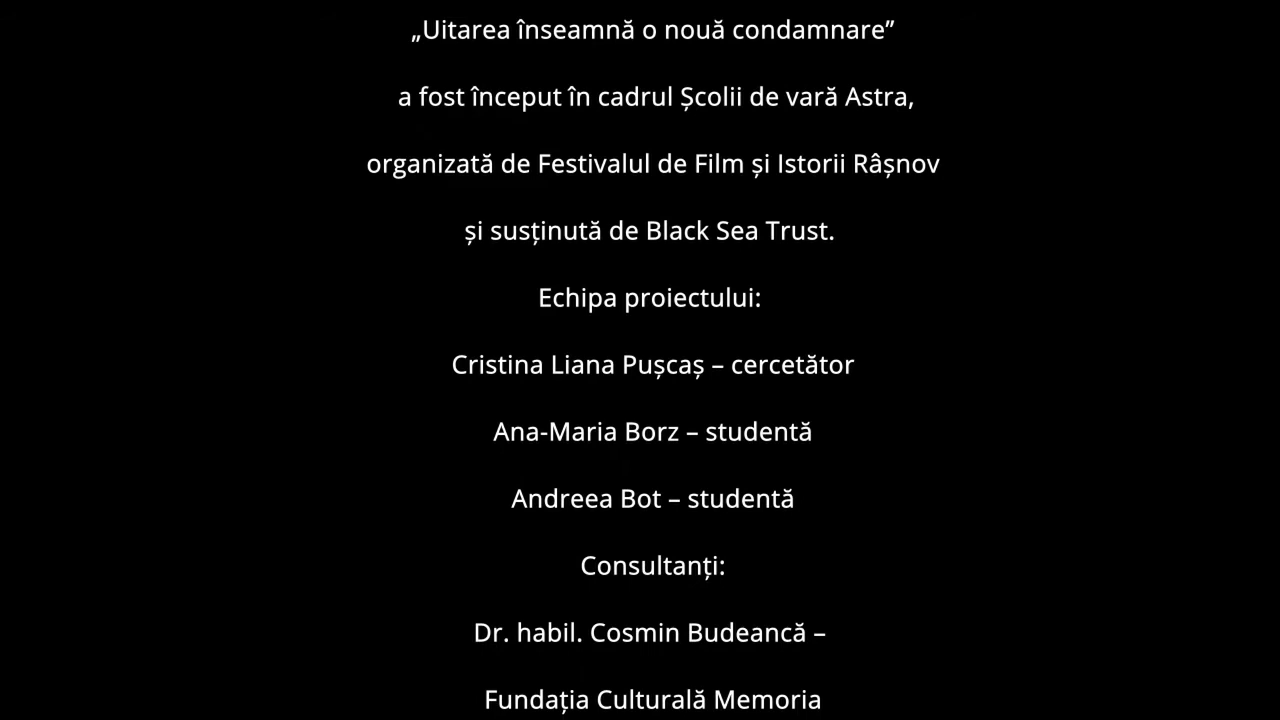 „Uitarea înseamnă o nouă condamnare”
a fost început în cadrul Școlii de vară Astra,
organizată de Festivalul de Film și Istorii Râșnov
și susținută de Black Sea Trust.
Echipa proiectului:
Cristina Liana Pușcaș – cercetător
Ana-Maria Borz – studentă
Andreea Bot – studentă
Consultanți:
Dr. habil. Cosmin Budeancă –
Fundația Culturală Memoria